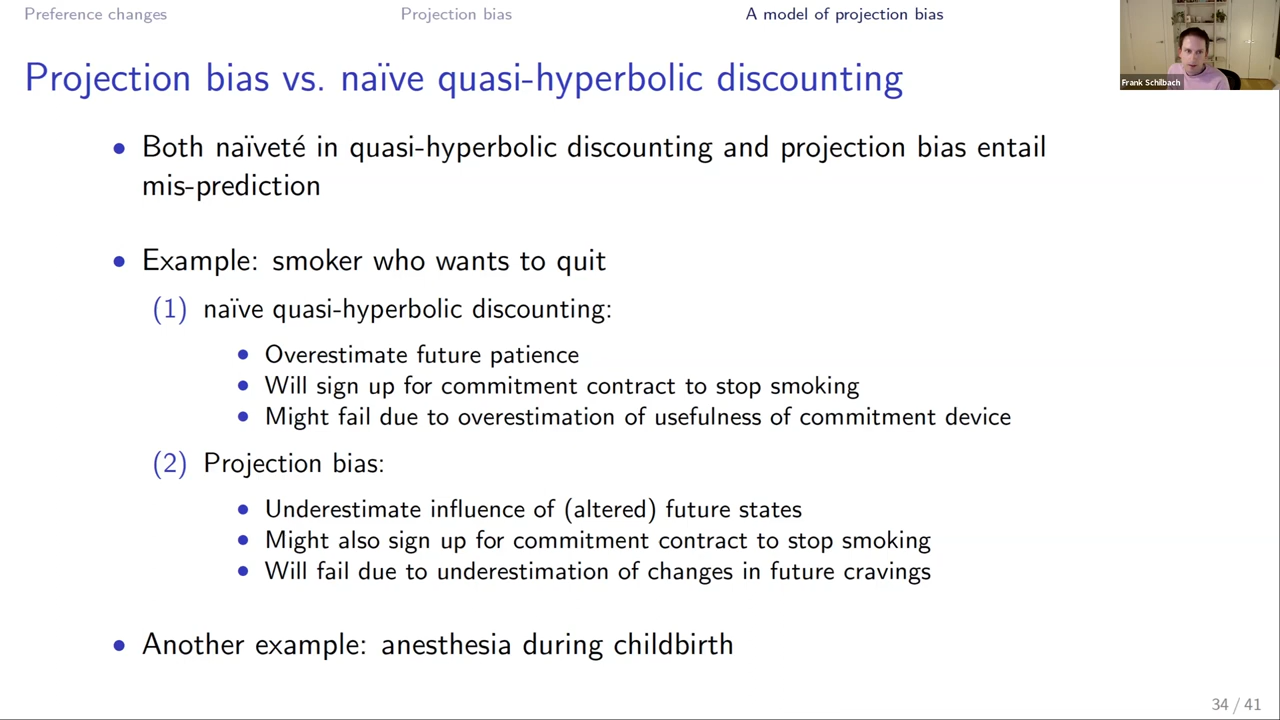 Preference changes
Projection bias
A model of projection bias
Frank Schilbach
Projection bias vs. naïve quasi-hyperbolic discounting
• Both naïveté in quasi-hyperbolic discounting and projection bias entail
mis-prediction
• Example: smoker who wants to quit
(1) naïve quasi-hyperbolic discounting:
• Overestimate future patience
• Will sign up for commitment contract to stop smoking
• Might fail due to overestimation of usefulness of commitment device
(2) Projection bias:
• Underestimate influence of (altered) future states
• Might also sign up for commitment contract to stop smoking
• Will fail due to underestimation of changes in future cravings
• Another example: anesthesia during childbirth
34 / 41